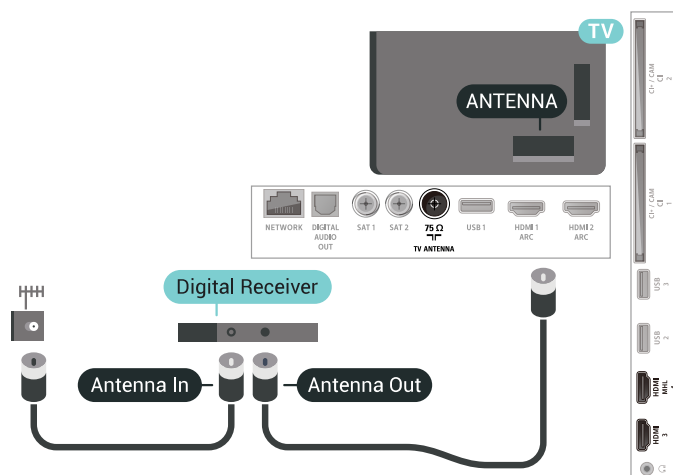 TV
ANTENNA
CI+ / CAM
CI 2
CI+ / CAM
CI 1
NETWORK
DIGITAL
AUDIO
OUT
SAT 1
SAT 2
75 Ω
TV ANTENNA
USB 1
HDMI 1
ARC
HDMI 2
ARC
USB
3
USB
2
HDMI
MHL
HDMI
3
Digital Receiver
Antenna In
Antenna Out